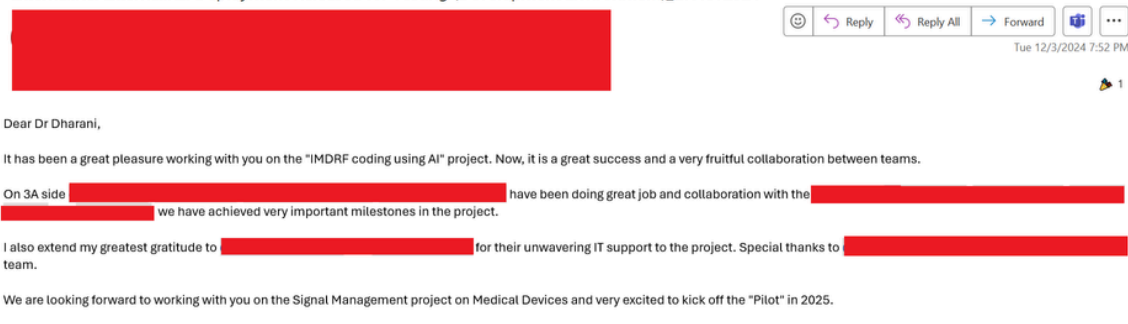 Reply Reply All Forward
Tue 12/3/2024 7:52 PM
1
Dear Dr Dharani,
It has been a great pleasure working with you on the "IMDRF coding using AI" project. Now, it is a great success and a very fruitful collaboration between teams.
On 3A side have been doing great job and collaboration with the
we have achieved very important milestones in the project.
I also extend my greatest gratitude to for their unwavering IT support to the project. Special thanks to
team.
We are looking forward to working with you on the Signal Management project on Medical Devices and very excited to kick off the "Pilot" in 2025.